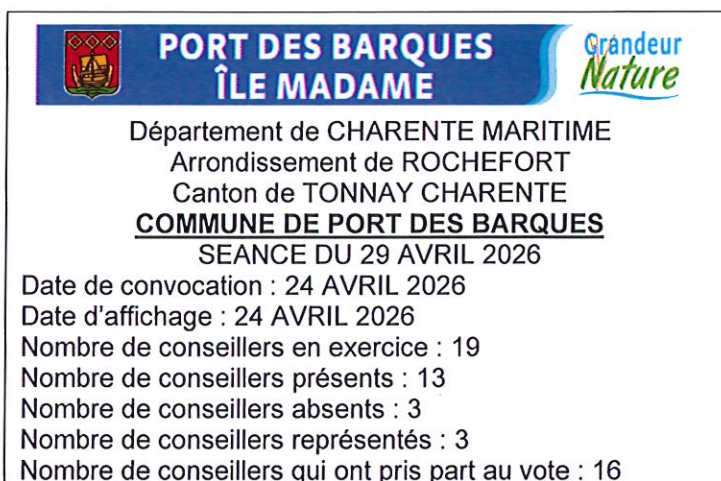 PORT DES BARQUES
ÎLE MADAME
Grandeur
Nature
Département de CHARENTE MARITIME
Arrondissement de ROCHEFORT
Canton de TONNAY CHARENTE
COMMUNE DE PORT DES BARQUES
SEANCE DU 29 AVRIL 2026
Date de convocation : 24 AVRIL 2026
Date d'affichage : 24 AVRIL 2026
Nombre de conseillers en exercice : 19
Nombre de conseillers présents : 13
Nombre de conseillers absents : 3
Nombre de conseillers représentés : 3
Nombre de conseillers qui ont pris part au vote : 16